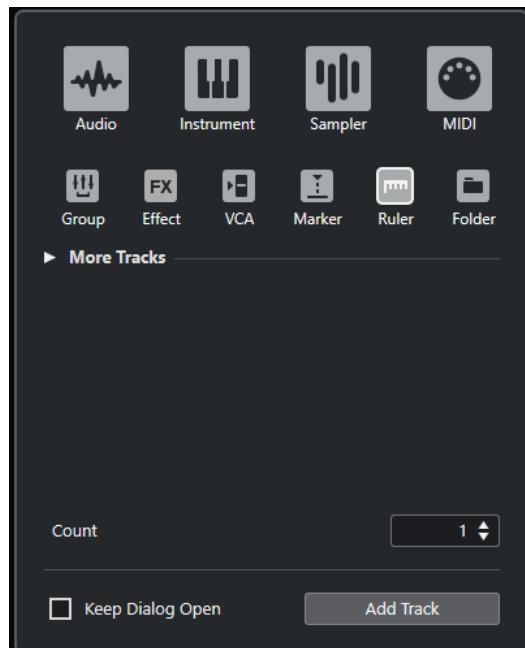 Audio Instrument Sampler MIDI
FX
Group Effect VCA Marker Ruler Folder
More Tracks
Count 1
Keep Dialog Open Add Track